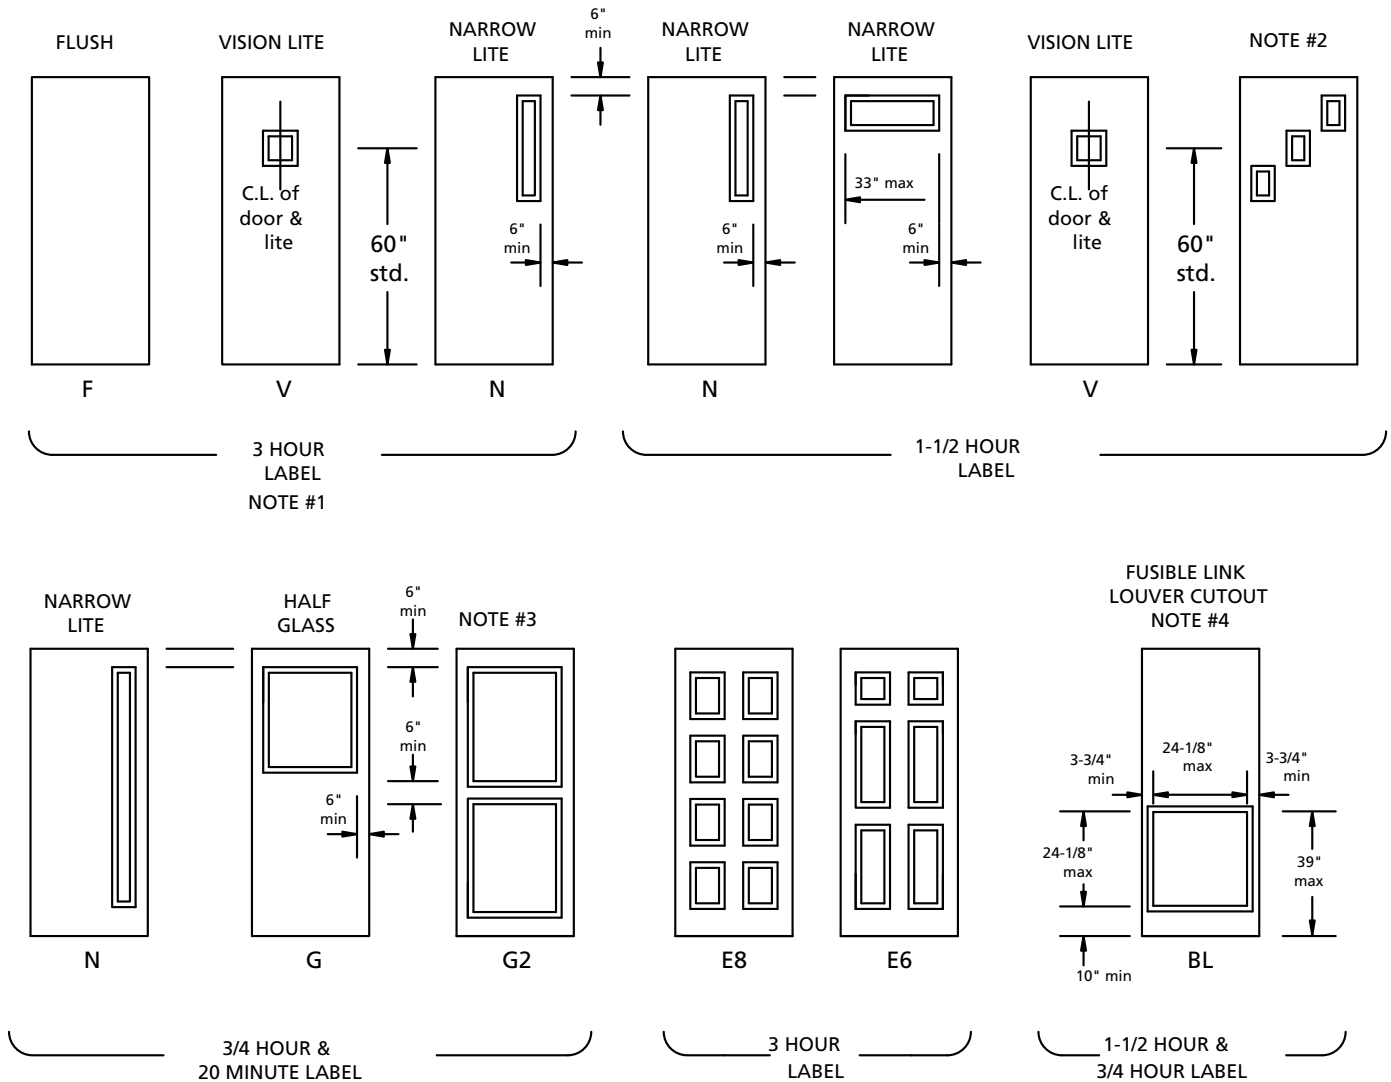 FLUSH
VISION LITE
NARROW
LITE
6"
min
NARROW
LITE
NARROW
LITE
VISION LITE
NOTE #2
C.L. of
door &
lite
60"
std.
6"
min
6"
min
33" max
6"
min
C.L. of
door &
lite
60"
std.
F
V
N
N
V
3 HOUR
LABEL
NOTE #1
1-1/2 HOUR
LABEL
NARROW
LITE
HALF
GLASS
6"
min
NOTE #3
FUSIBLE LINK
LOUVER CUTOUT
NOTE #4
6"
min
6"
min
3-3/4"
min
24-1/8"
max
3-3/4"
min
24-1/8"
max
39"
max
10" min
N
G
G2
E8
E6
BL
3/4 HOUR &
20 MINUTE LABEL
3 HOUR
LABEL
1-1/2 HOUR &
3/4 HOUR LABEL